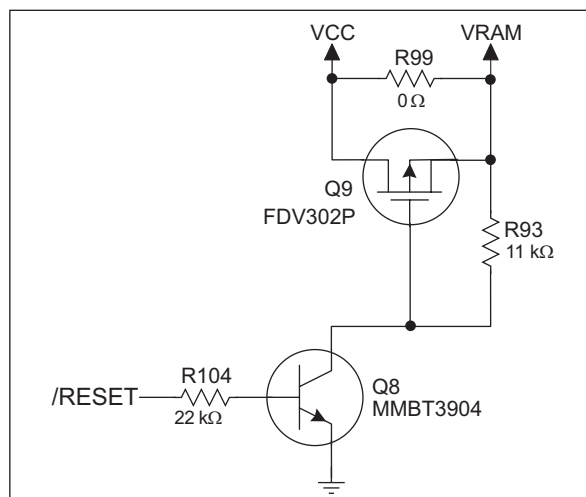 VCC
VRAM
R99
0 Ω
Q9
FDV302P
R93
11 kΩ
R104
/RESET
22 kΩ
Q8
MMBT3904